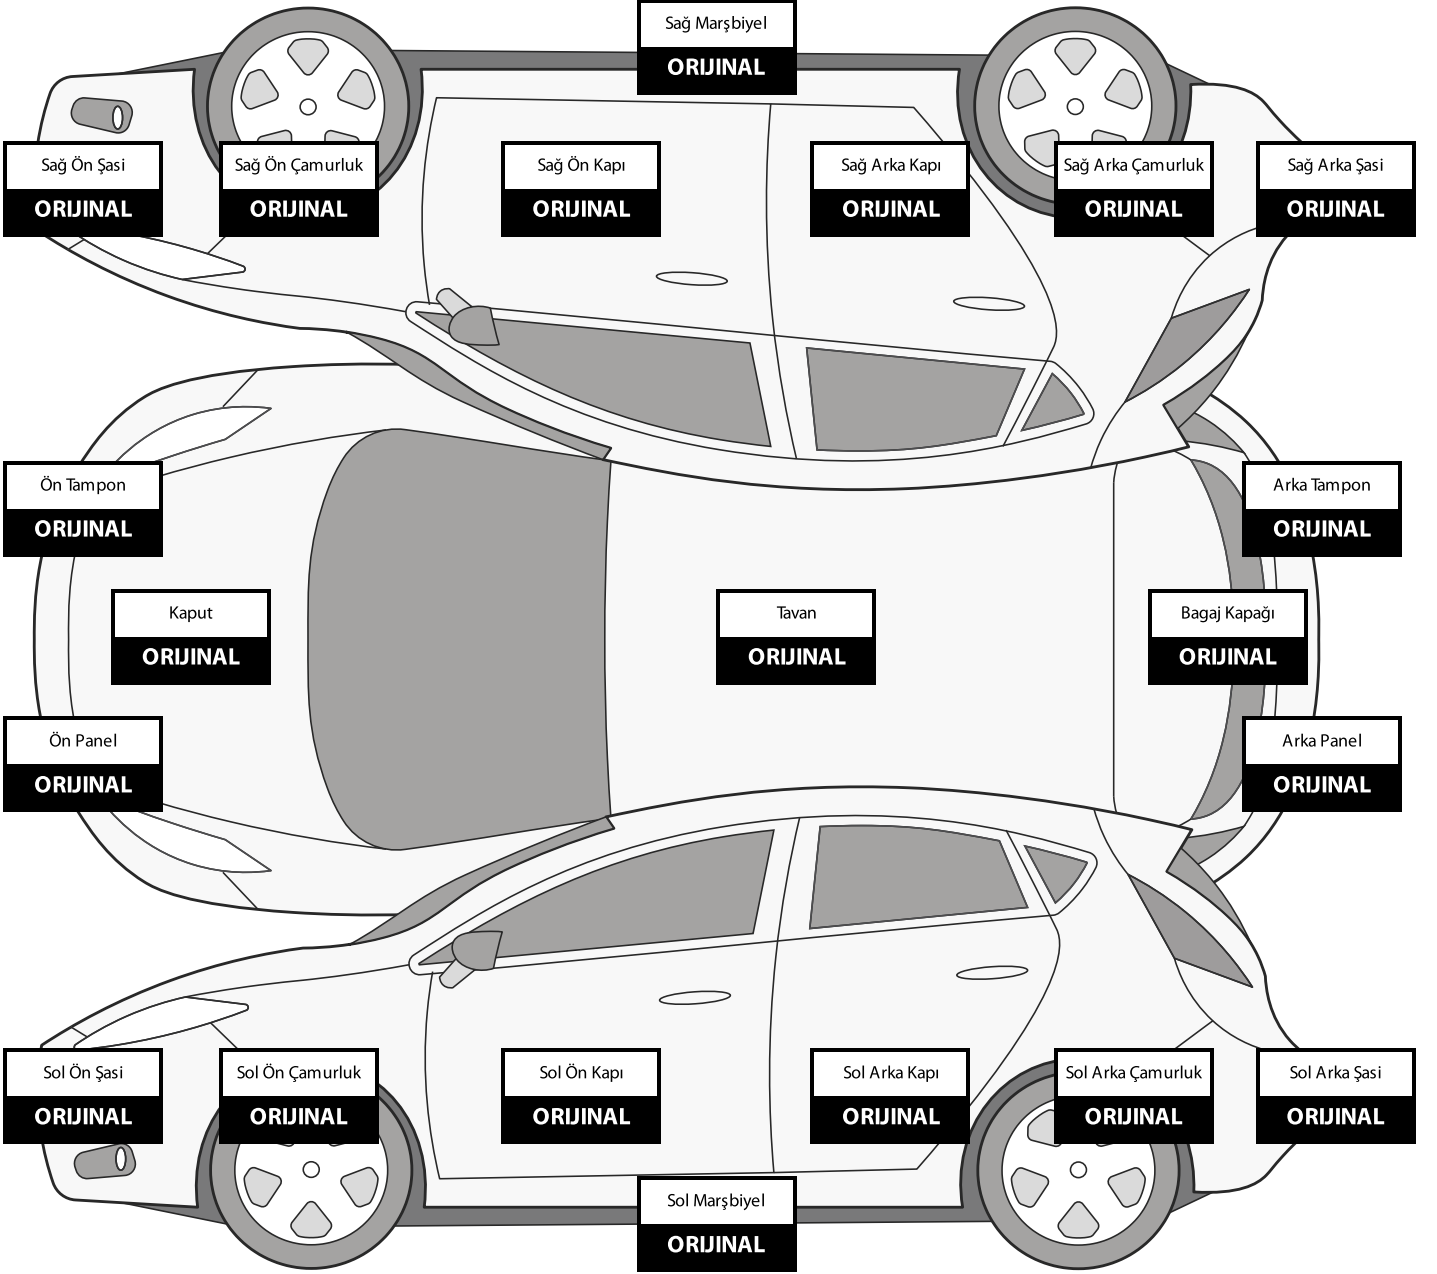 Sağ Marşbiyel
ORIJINAL
Sağ Ön Şasi
ORIJINAL
Sağ Ön Çamurluk
ORIJINAL
Sağ Ön Kapı
ORIJINAL
Sağ Arka Kapı
ORIJINAL
Sağ Arka Çamurluk
ORIJINAL
Sağ Arka Şasi
ORIJINAL
Ön Tampon
ORIJINAL
Arka Tampon
ORIJINAL
Kaput
ORIJINAL
Tavan
ORIJINAL
Bagaj Kapağı
ORIJINAL
Ön Panel
ORIJINAL
Arka Panel
ORIJINAL
Sol Ön Şasi
ORIJINAL
Sol Ön Çamurluk
ORIJINAL
Sol Ön Kapı
ORIJINAL
Sol Arka Kapı
ORIJINAL
Sol Arka Çamurluk
ORIJINAL
Sol Arka Şasi
ORIJINAL
Sol Marşbiyel
ORIJINAL